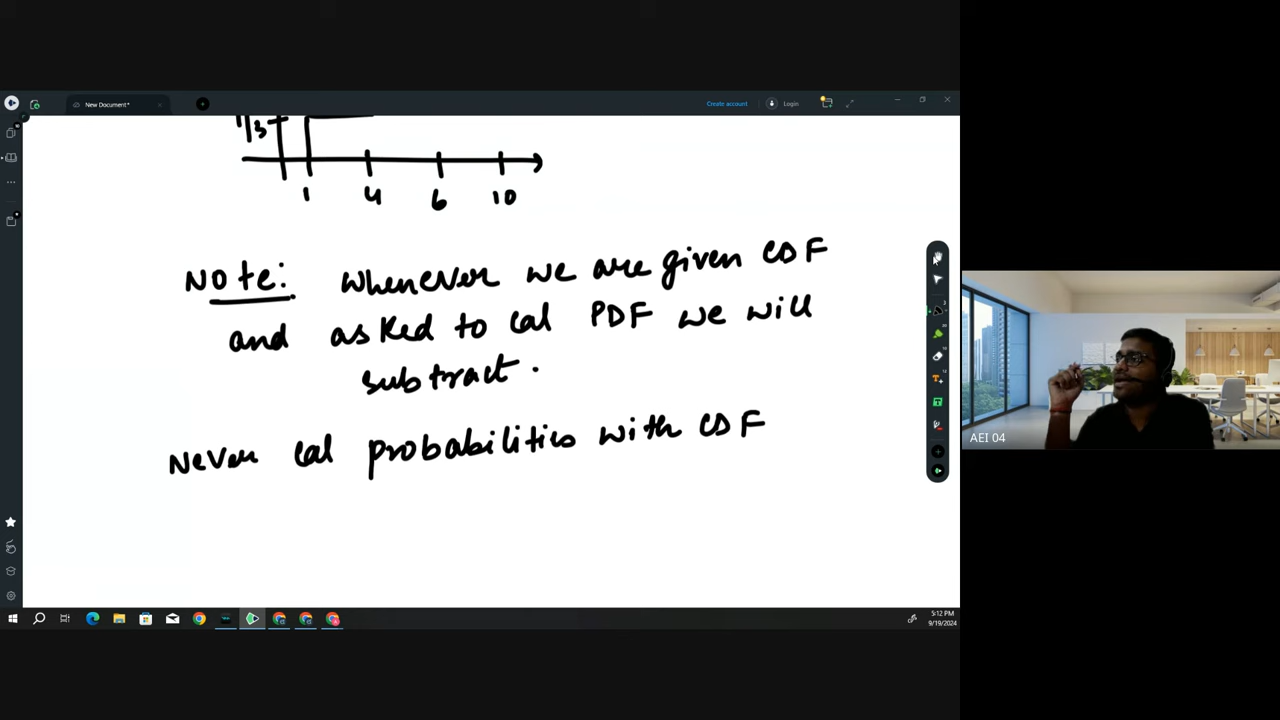 New Document*
Create account
Login
1/3
1 4 6 10
Note: Whenever we are given CDF
and asked to cal PDF we will
subtract.
Never cal probabilities with CDF
AEI 04
5:12 PM
9/19/2024